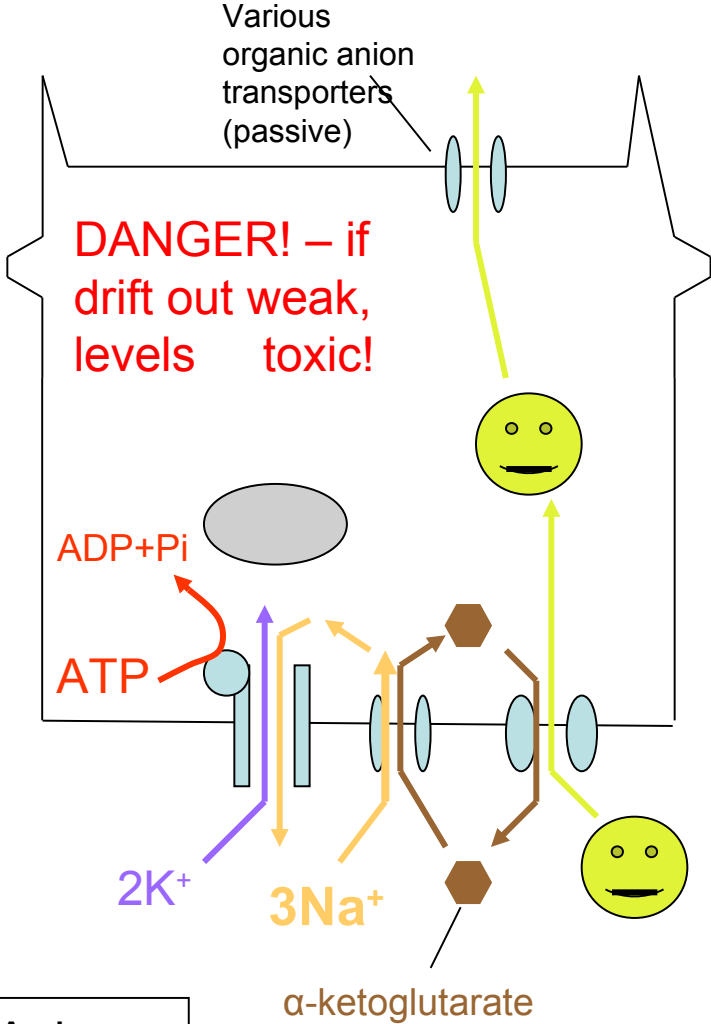 Various
organic anion
transporters
(passive)
DANGER! – if
drift out weak,
levels toxic!
ADP+Pi
ATP
2K⁺
3Na⁺
α-ketoglutarate